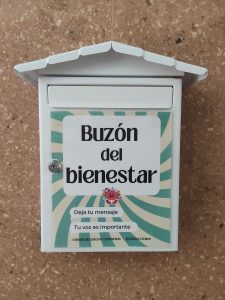 Buzón
del
bienestar
Deja tu mensaje
Tu voz es importante